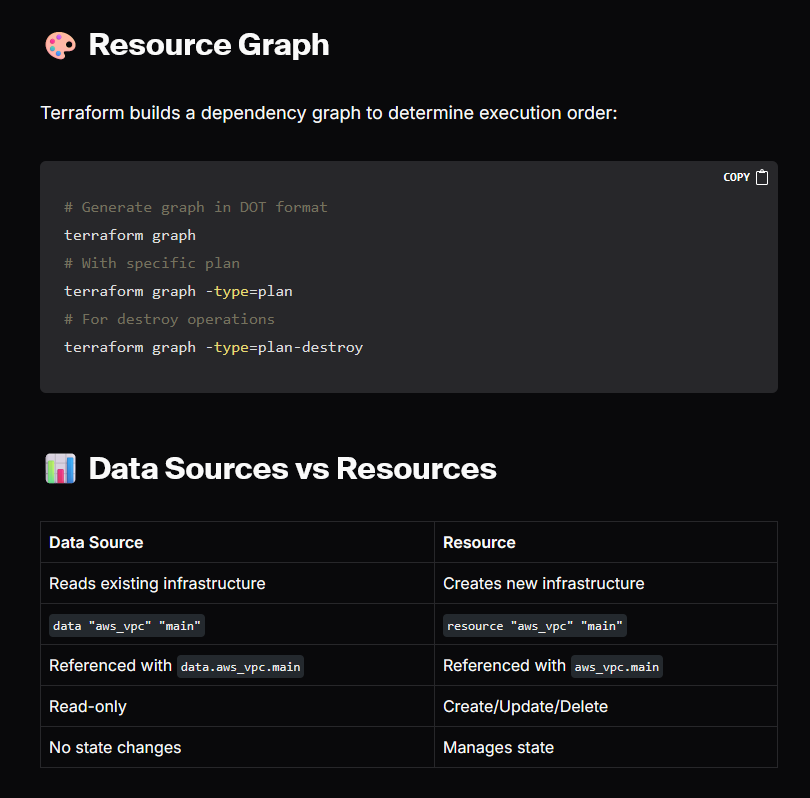 Resource Graph
Terraform builds a dependency graph to determine execution order:
COPY
# Generate graph in DOT format
terraform graph
# With specific plan
terraform graph -type=plan
# For destroy operations
terraform graph -type=plan-destroy
Data Sources vs Resources
Data Source Resource
Reads existing infrastructure Creates new infrastructure
data "aws_vpc" "main" resource "aws_vpc" "main"
Referenced with data.aws_vpc.main Referenced with aws_vpc.main
Read-only Create/Update/Delete
No state changes Manages state